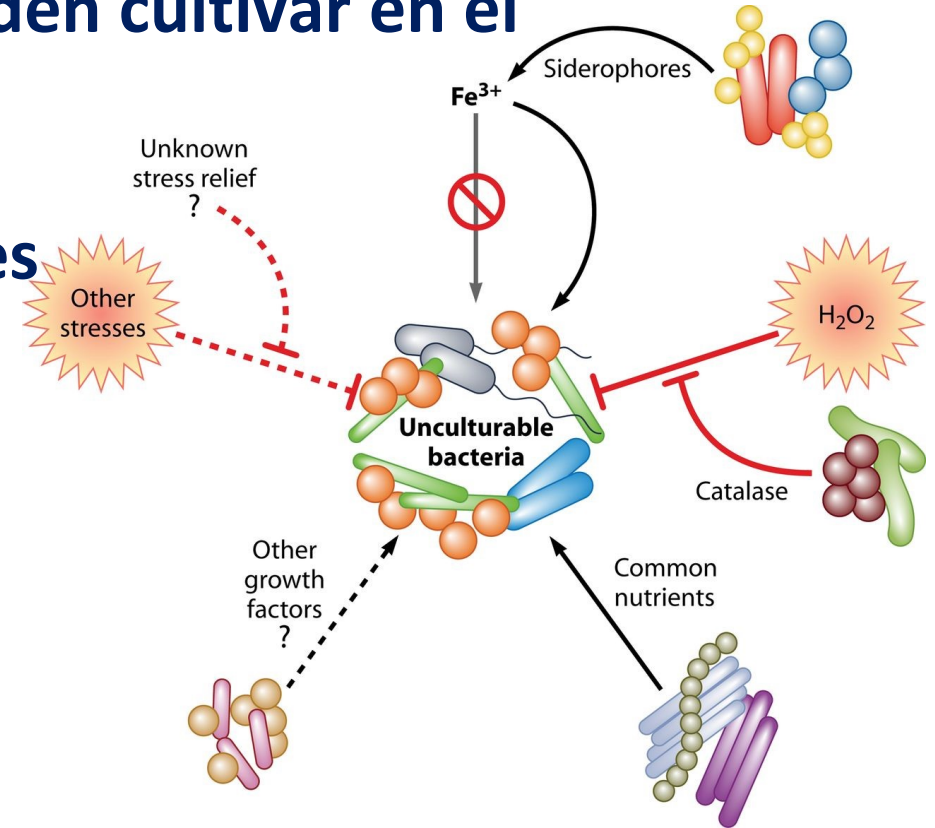 den cultivar en el
Siderophores
Fe³⁺
Unknown
stress relief
?
es
Other
stresses
H₂O₂
Unculturable
bacteria
Catalase
Other
growth
factors
?
Common
nutrients